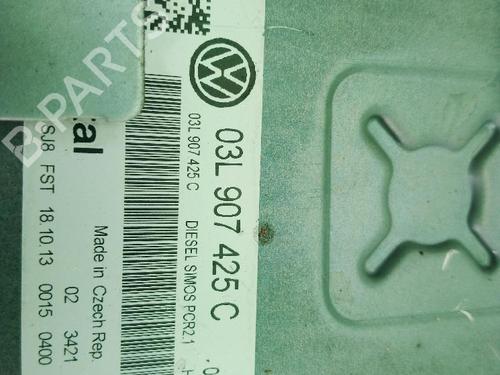 03L 907 425 C
03L 907 425 C
DIESEL SIMOS PCR2.1
SJ8 FST 18.10.13 0015 0400
Made in Czech Rep.
02 3421
B-PARTS